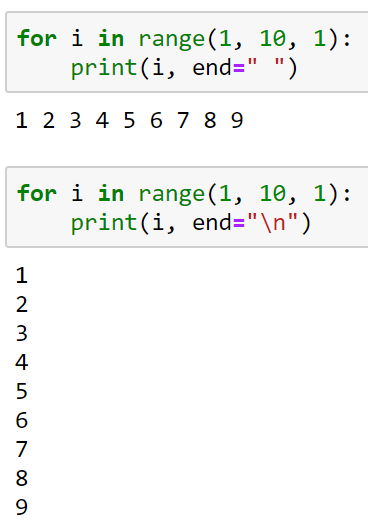 for i in range(1, 10, 1):
    print(i, end=" ")
1 2 3 4 5 6 7 8 9
for i in range(1, 10, 1):
    print(i, end="\n")
1
2
3
4
5
6
7
8
9